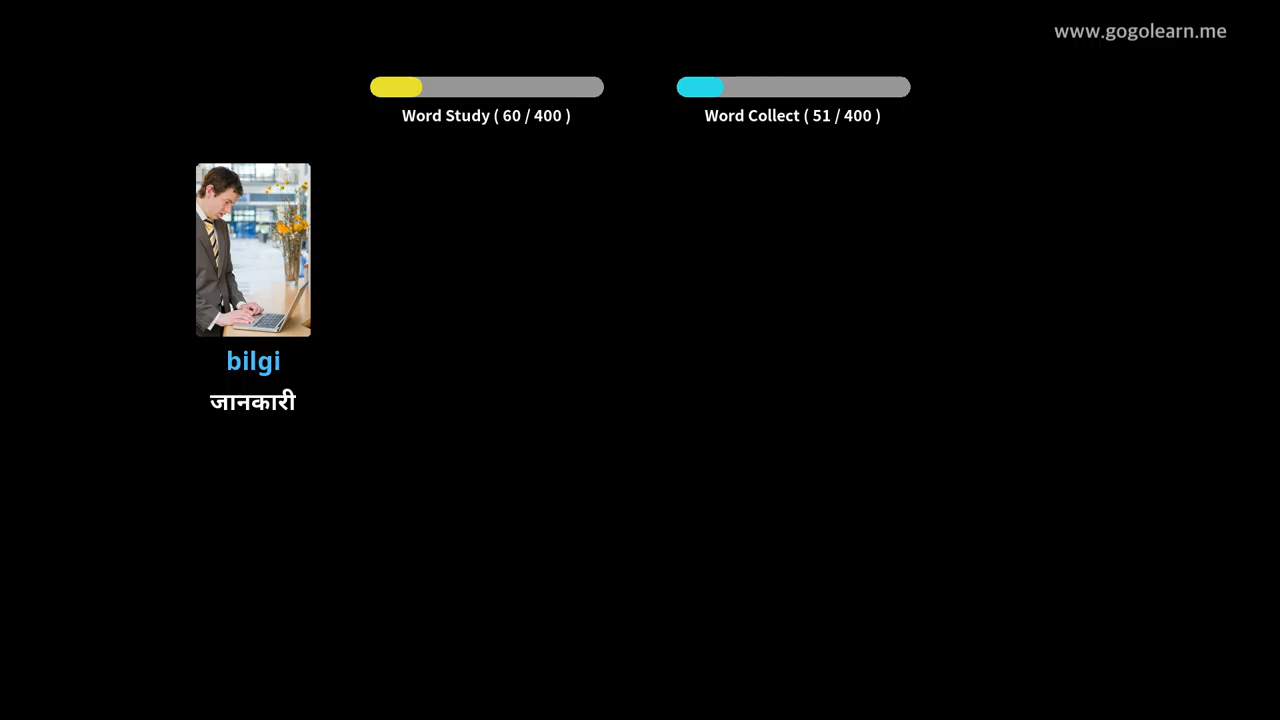 www.gogolearn.me
Word Study ( 60 / 400 )
Word Collect ( 51 / 400 )
bilgi
जानकारी